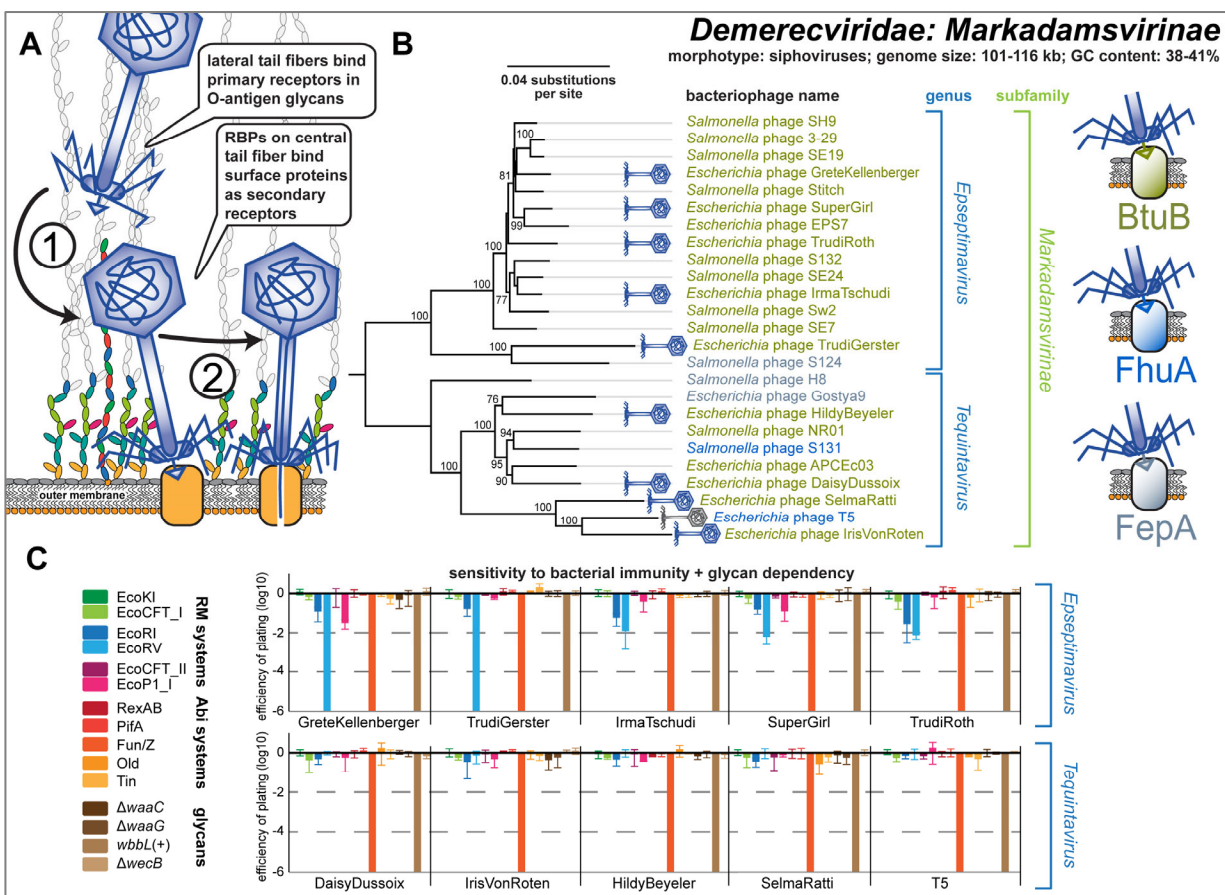 A
lateral tail fibers bind
primary receptors in
O-antigen glycans
RBPs on central
tail fiber bind
surface proteins
as secondary
receptors
1
2
outer membrane
B
Demerecviridae: Markadamsvirinae
morphotype: siphoviruses; genome size: 101-116 kb; GC content: 38-41%
0.04 substitutions
per site
bacteriophage name
genus
subfamily
Salmonella phage SH9
Salmonella phage 3-29
Salmonella phage SE19
Escherichia phage GreteKellenberger
Salmonella phage Stitch
Escherichia phage SuperGirl
Escherichia phage EPS7
Escherichia phage TrudiRoth
Salmonella phage S132
Salmonella phage SE24
Escherichia phage IrmaTschudi
Salmonella phage Sw2
Salmonella phage SE7
Escherichia phage TrudiGerster
Salmonella phage S124
Salmonella phage H8
Escherichia phage Gostya9
Escherichia phage HildyBeyeler
Salmonella phage NR01
Salmonella phage S131
Escherichia phage APCEc03
Escherichia phage DaisyDussoix
Escherichia phage SelmaRatti
Escherichia phage T5
Escherichia phage IrisVonRoten
100
81
99
100
77
100
100
76
94
95
90
100
100
100
Epseptimavirus
Tequintavirus
Markadamsvirinae
BtuB
FhuA
FepA
C
EcoKI
EcoCFT_I
EcoRI
EcoRV
EcoCFT_II
EcoP1_I
RexAB
PifA
Fun/Z
Old
Tin
ΔwaaC
ΔwaaG
wbbL(+)
ΔwecB
RM systems
Abi systems
glycans
sensitivity to bacterial immunity + glycan dependency
efficiency of plating (log10)
0
-2
-4
-6
GreteKellenberger
TrudiGerster
IrmaTschudi
SuperGirl
TrudiRoth
Epseptimavirus
efficiency of plating (log10)
0
-2
-4
-6
DaisyDussoix
IrisVonRoten
HildyBeyeler
SelmaRatti
T5
Tequintavirus